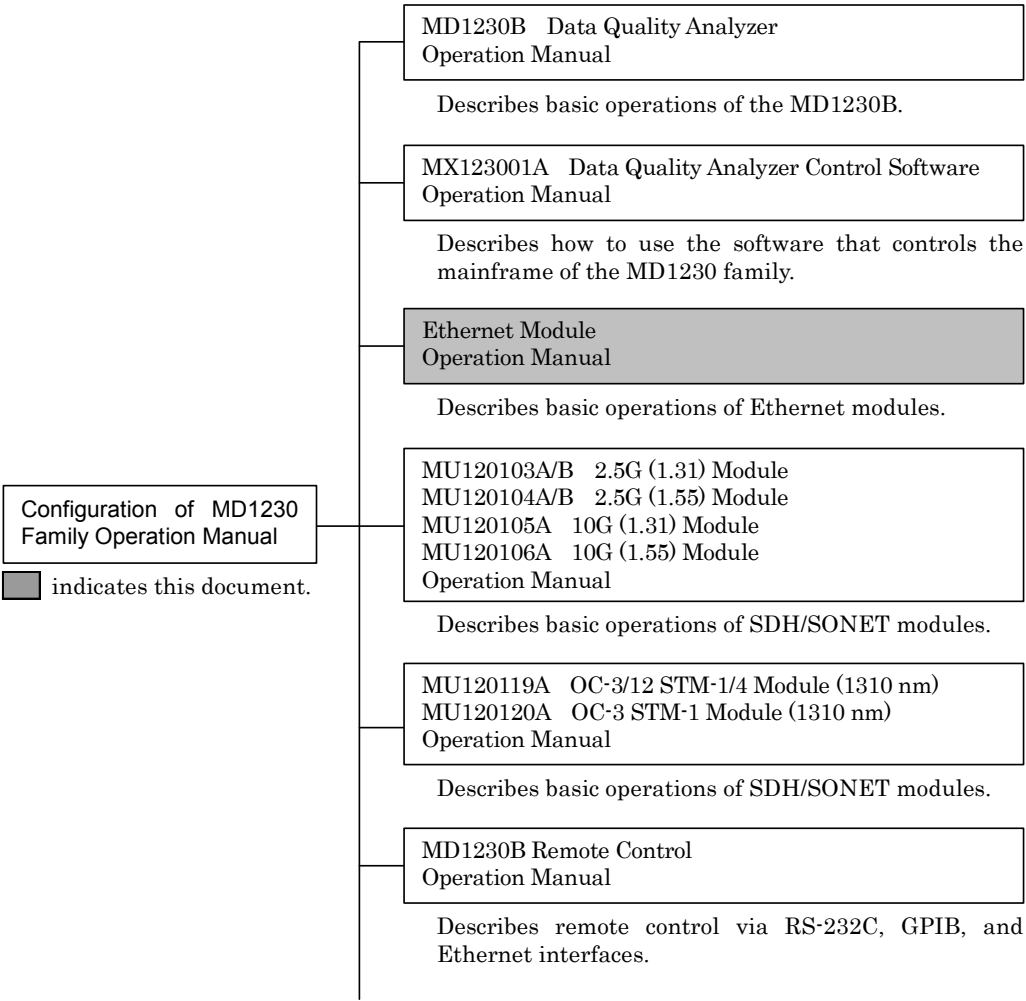 MD1230B Data Quality Analyzer
Operation Manual
Describes basic operations of the MD1230B.
MX123001A Data Quality Analyzer Control Software
Operation Manual
Describes how to use the software that controls the
mainframe of the MD1230 family.
Ethernet Module
Operation Manual
Describes basic operations of Ethernet modules.
Configuration of MD1230
Family Operation Manual
indicates this document.
MU120103A/B 2.5G (1.31) Module
MU120104A/B 2.5G (1.55) Module
MU120105A 10G (1.31) Module
MU120106A 10G (1.55) Module
Operation Manual
Describes basic operations of SDH/SONET modules.
MU120119A OC-3/12 STM-1/4 Module (1310 nm)
MU120120A OC-3 STM-1 Module (1310 nm)
Operation Manual
Describes basic operations of SDH/SONET modules.
MD1230B Remote Control
Operation Manual
Describes remote control via RS-232C, GPIB, and
Ethernet interfaces.